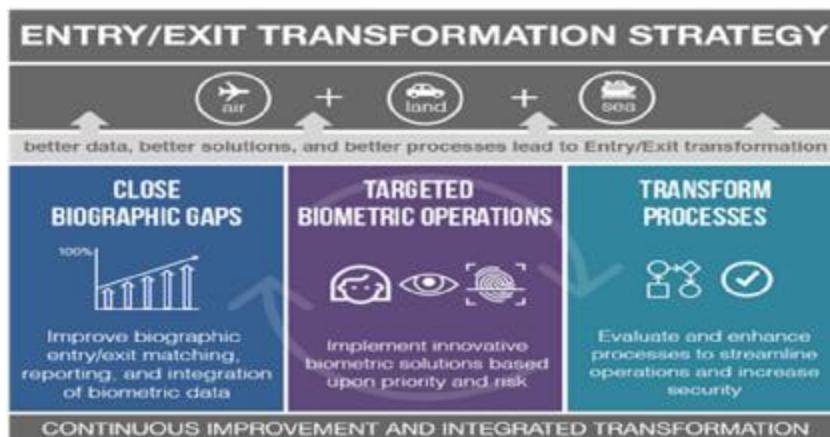 ENTRY/EXIT TRANSFORMATION STRATEGY
air + land + sea
better data, better solutions, and better processes lead to Entry/Exit transformation
CLOSE
BIOGRAPHIC GAPS
100%
Improve biographic
entry/exit matching,
reporting, and integration
of biometric data
TARGETED
BIOMETRIC OPERATIONS
Implement innovative
biometric solutions based
upon priority and risk
TRANSFORM
PROCESSES
Evaluate and enhance
processes to streamline
operations and increase
security
CONTINUOUS IMPROVEMENT AND INTEGRATED TRANSFORMATION